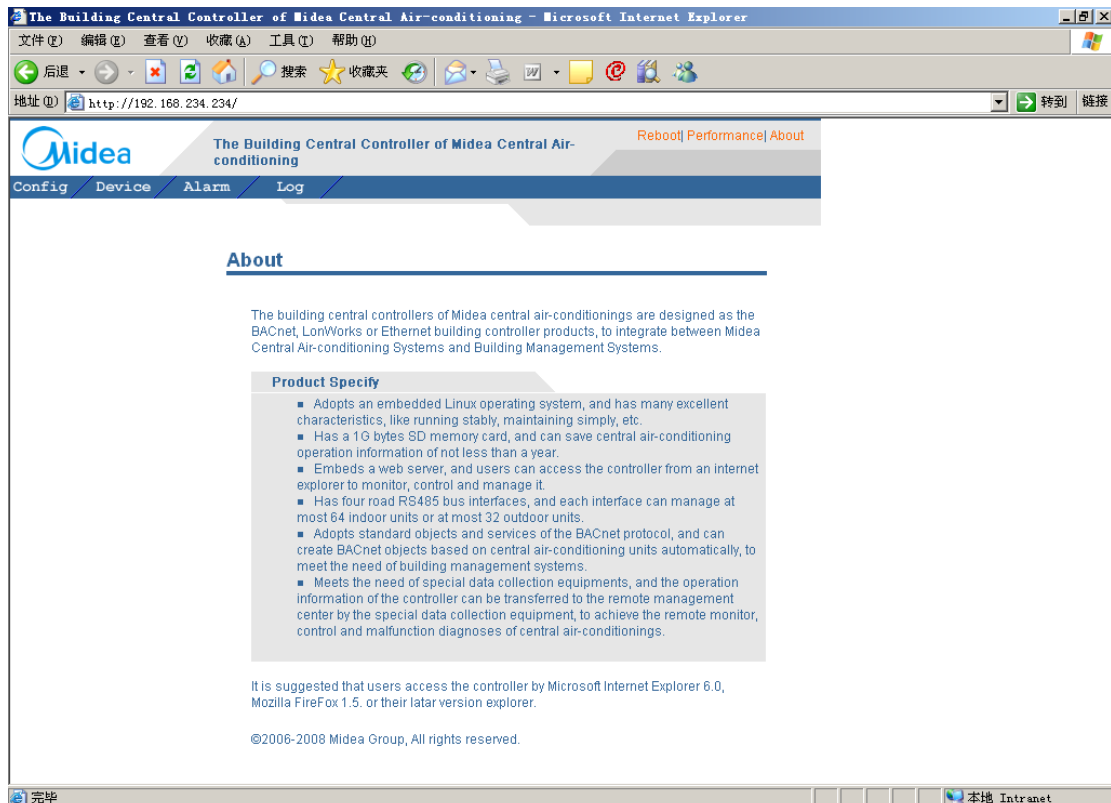 The Building Central Controller of Midea Central Air-conditioning - Microsoft Internet Explorer
文件(F) 编辑(E) 查看(V) 收藏(A) 工具(T) 帮助(H)
后退 搜索 收藏夹
地址(D) http://192.168.234.234/ 转到 链接
Midea
The Building Central Controller of Midea Central Air-
conditioning
Reboot| Performance| About
Config Device Alarm Log
About
The building central controllers of Midea central air-conditionings are designed as the
BACnet, LonWorks or Ethernet building controller products, to integrate between Midea
Central Air-conditioning Systems and Building Management Systems.
Product Specify
■ Adopts an embedded Linux operating system, and has many excellent
characteristics, like running stably, maintaining simply, etc.
■ Has a 1G bytes SD memory card, and can save central air-conditioning
operation information of not less than a year.
■ Embeds a web server, and users can access the controller from an internet
explorer to monitor, control and manage it.
■ Has four road RS485 bus interfaces, and each interface can manage at
most 64 indoor units or at most 32 outdoor units.
■ Adopts standard objects and services of the BACnet protocol, and can
create BACnet objects based on central air-conditioning units automatically, to
meet the need of building management systems.
■ Meets the need of special data collection equipments, and the operation
information of the controller can be transferred to the remote management
center by the special data collection equipment, to achieve the remote monitor,
control and malfunction diagnoses of central air-conditionings.
It is suggested that users access the controller by Microsoft Internet Explorer 6.0,
Mozilla FireFox 1.5. or their latar version explorer.
©2006-2008 Midea Group, All rights reserved.
完毕 本地 Intranet